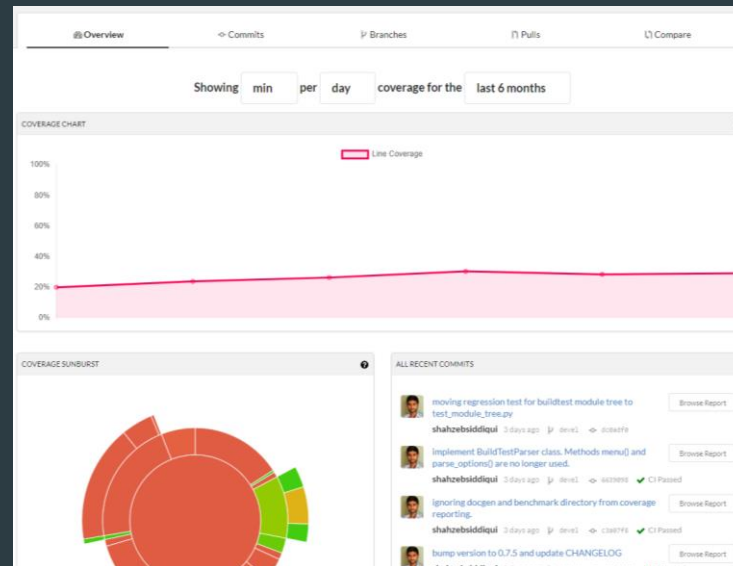 Overview
Commits
Branches
Pulls
Compare
Showing min per day coverage for the last 6 months
COVERAGE CHART
Line Coverage
100%
80%
60%
40%
20%
0%
COVERAGE SUNBURST
ALL RECENT COMMITS
moving regression test for buildtest module tree to
test_module_tree.py
Browse Report
shahzebsiddiqui 3 days ago devel
implement BuildTestParser class. Methods menu() and
parse_options() are no longer used.
Browse Report
shahzebsiddiqui 3 days ago devel CI Passed
ignoring docgen and benchmark directory from coverage
reporting.
Browse Report
shahzebsiddiqui 3 days ago devel CI Passed
bump version to 0.7.5 and update CHANGELOG
Browse Report